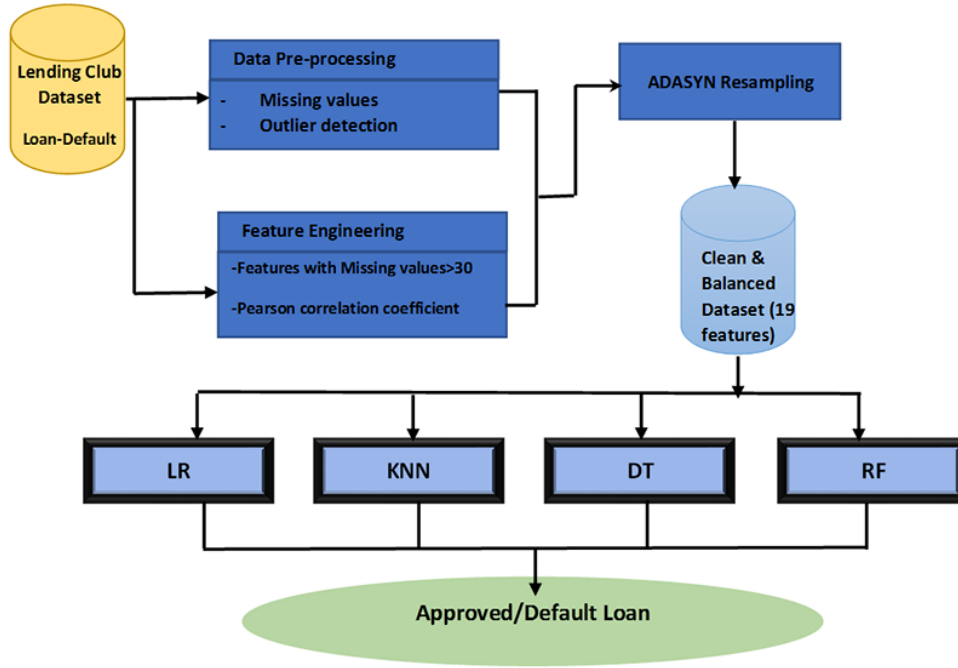 Lending Club
Dataset
Loan-Default
Data Pre-processing
- Missing values
- Outlier detection
Feature Engineering
-Features with Missing values>30
-Pearson correlation coefficient
ADASYN Resampling
Clean &
Balanced
Dataset (19
features)
LR
KNN
DT
RF
Approved/Default Loan